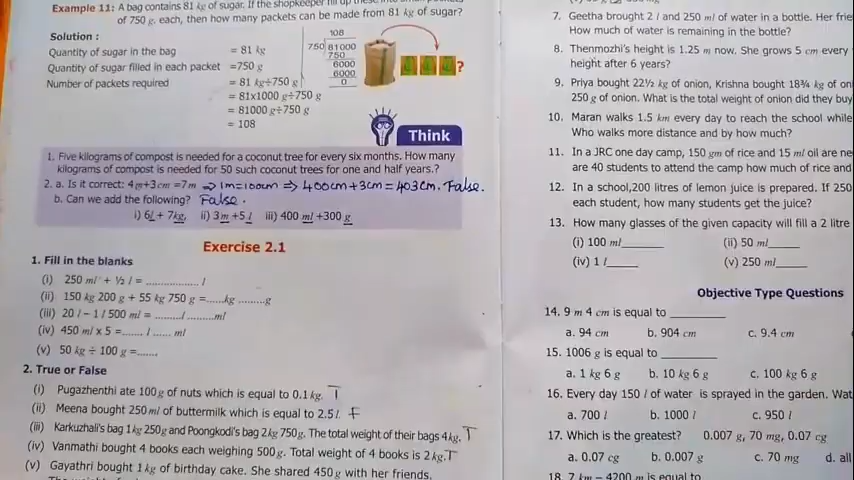 Example 11: A bag contains 81 kg of sugar. If the shopkeeper fill up these
of 750 g. each, then how many packets can be made from 81 kg of sugar?
Solution :
Quantity of sugar in the bag = 81 kg
Quantity of sugar filled in each packet =750 g
Number of packets required = 81 kg÷750 g
= 81x1000 g÷750 g
= 81000 g÷750 g
= 108
108
750 81000
750
6000
6000
0
?
Think
1. Five kilograms of compost is needed for a coconut tree for every six months. How many
kilograms of compost is needed for 50 such coconut trees for one and half years.?
2. a. Is it correct: 4m+3cm =7m ⇒ 1m=100cm ⇒ 400cm+3cm=403cm. False.
b. Can we add the following? False.
i) 6l + 7kg, ii) 3m +5 l iii) 400 ml +300 g
Exercise 2.1
1. Fill in the blanks
(i) 250 ml + ½ l = .................. l
(ii) 150 kg 200 g + 55 kg 750 g =......kg .........g
(iii) 20 l – 1 l 500 ml = .........l .........ml
(iv) 450 ml x 5 =....... l ...... ml
(v) 50 kg ÷ 100 g =.......
2. True or False
(i) Pugazhenthi ate 100 g of nuts which is equal to 0.1 kg. T
(ii) Meena bought 250 ml of buttermilk which is equal to 2.5 l. F
(iii) Karkuzhali's bag 1 kg 250 g and Poongkodi's bag 2 kg 750 g. The total weight of their bags 4 kg. T
(iv) Vanmathi bought 4 books each weighing 500g. Total weight of 4 books is 2 kg. T
(v) Gayathri bought 1 kg of birthday cake. She shared 450 g with her friends.
7. Geetha brought 2 l and 250 ml of water in a bottle. Her frie
How much of water is remaining in the bottle?
8. Thenmozhi's height is 1.25 m now. She grows 5 cm every
height after 6 years?
9. Priya bought 22½ kg of onion, Krishna bought 18¾ kg of on
250 g of onion. What is the total weight of onion did they buy
10. Maran walks 1.5 km every day to reach the school while
Who walks more distance and by how much?
11. In a JRC one day camp, 150 gm of rice and 15 ml oil are ne
are 40 students to attend the camp how much of rice and
12. In a school,200 litres of lemon juice is prepared. If 250
each student, how many students get the juice?
13. How many glasses of the given capacity will fill a 2 litre
(i) 100 ml_______ (ii) 50 ml_____
(iv) 1 l_____ (v) 250 ml_____
Objective Type Questions
14. 9 m 4 cm is equal to _________
a. 94 cm b. 904 cm c. 9.4 cm
15. 1006 g is equal to _________
a. 1 kg 6 g b. 10 kg 6 g c. 100 kg 6 g
16. Every day 150 l of water is sprayed in the garden. Wat
a. 700 l b. 1000 l c. 950 l
17. Which is the greatest? 0.007 g, 70 mg, 0.07 cg
a. 0.07 cg b. 0.007 g c. 70 mg d. all
18. 7 km – 4200 m is equal to